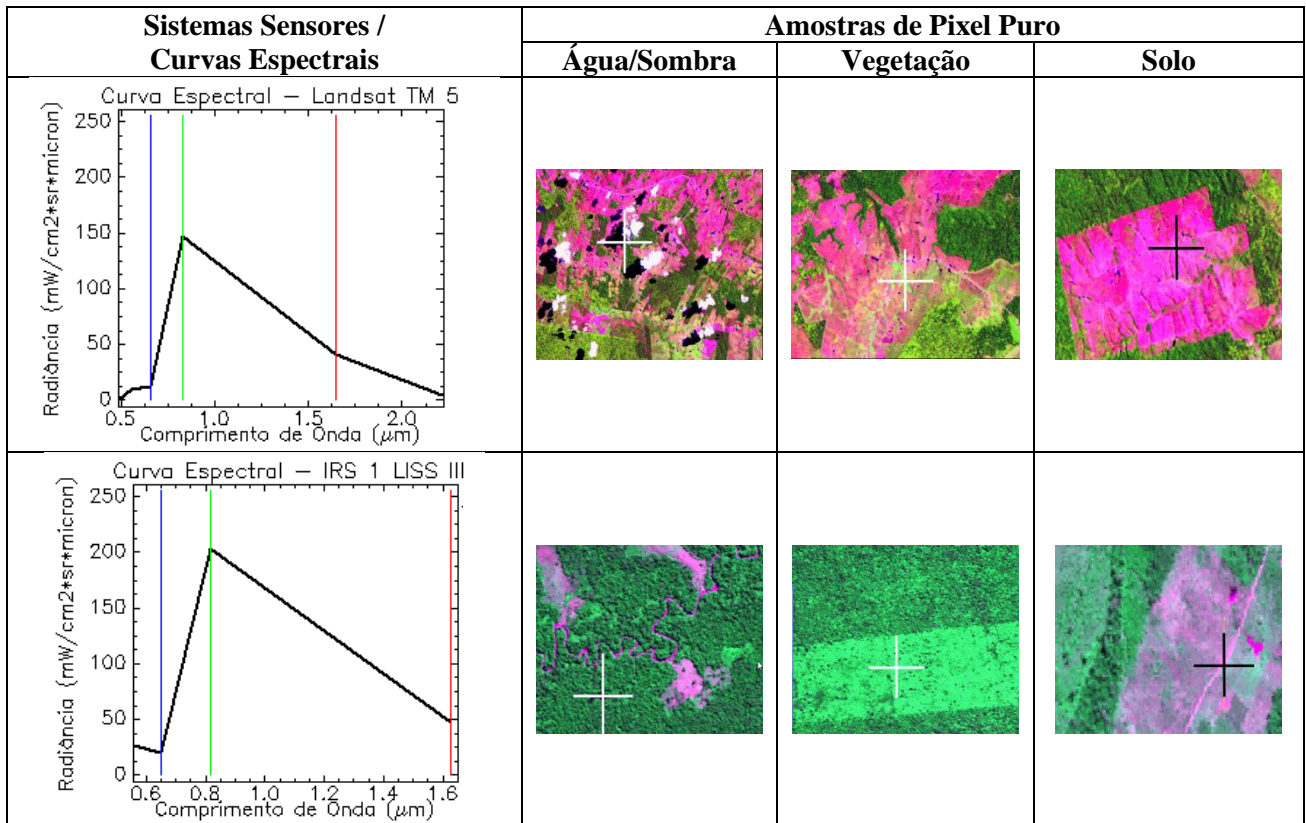 Sistemas Sensores /
Curvas Espectrais
Amostras de Pixel Puro
Água/Sombra
Vegetação
Solo
Curva Espectral – Landsat TM 5
Radiância (mW/cm2*sr*micron)
250
200
150
100
50
0
0.5 1.0 1.5 2.0
Comprimento de Onda (μm)
Curva Espectral – IRS 1 LISS III
Radiância (mW/cm2*sr*micron)
250
200
150
100
50
0
0.6 0.8 1.0 1.2 1.4 1.6
Comprimento de Onda (μm)